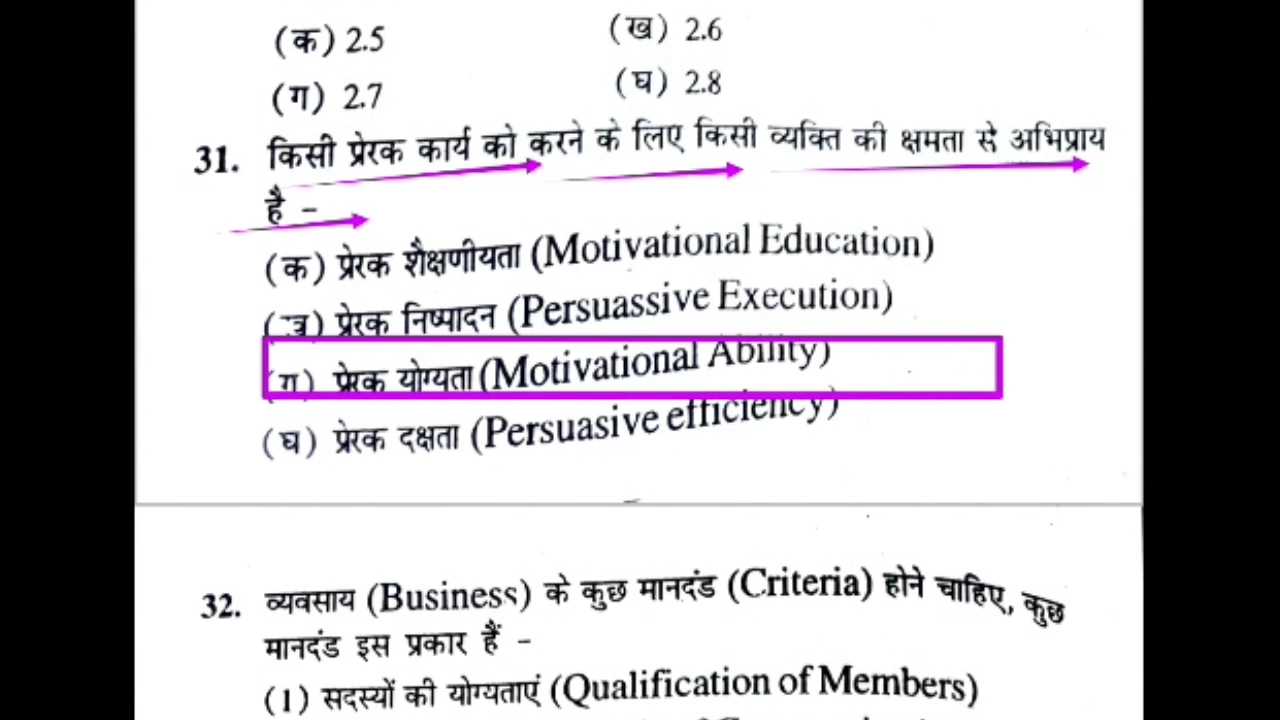 (क) 2.5 (ख) 2.6
(ग) 2.7 (घ) 2.8
31. किसी प्रेरक कार्य को करने के लिए किसी व्यक्ति की क्षमता से अभिप्राय
है -
(क) प्रेरक शैक्षणीयता (Motivational Education)
प्रेरक निष्पादन (Persuassive Execution)
(ग) प्रेरक योग्यता (Motivational Ability)
(घ) प्रेरक दक्षता (Persuasive efficiency)
32. व्यवसाय (Business) के कुछ मानदंड (Criteria) होने चाहिए, कुछ
मानदंड इस प्रकार हैं -
(1) सदस्यों की योग्यताएं (Qualification of Members)